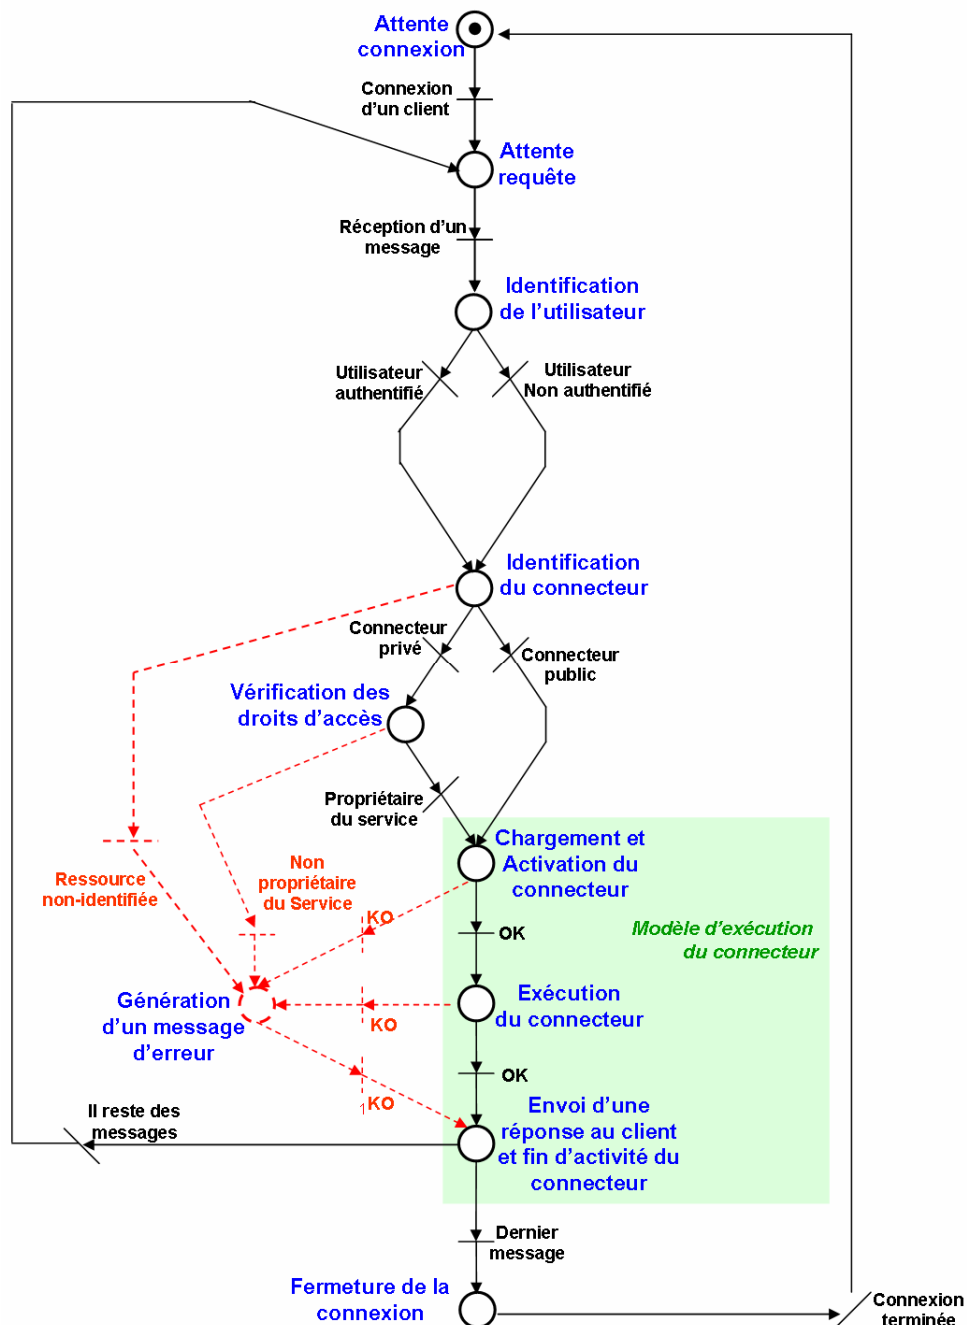 Attente
connexion
Connexion
d'un client
Attente
requête
Réception d'un
message
Identification
de l'utilisateur
Utilisateur
authentifié
Utilisateur
Non authentifié
Identification
du connecteur
Connecteur
privé
Connecteur
public
Vérification des
droits d'accès
Propriétaire
du service
Chargement et
Activation du
connecteur
Ressource
non-identifiée
Non
propriétaire
du Service
KO
OK
Modèle d'exécution
du connecteur
Génération
d'un message
d'erreur
KO
Exécution
du connecteur
OK
KO
Envoi d'une
réponse au client
et fin d'activité du
connecteur
Il reste des
messages
Dernier
message
Fermeture de la
connexion
Connexion
terminée